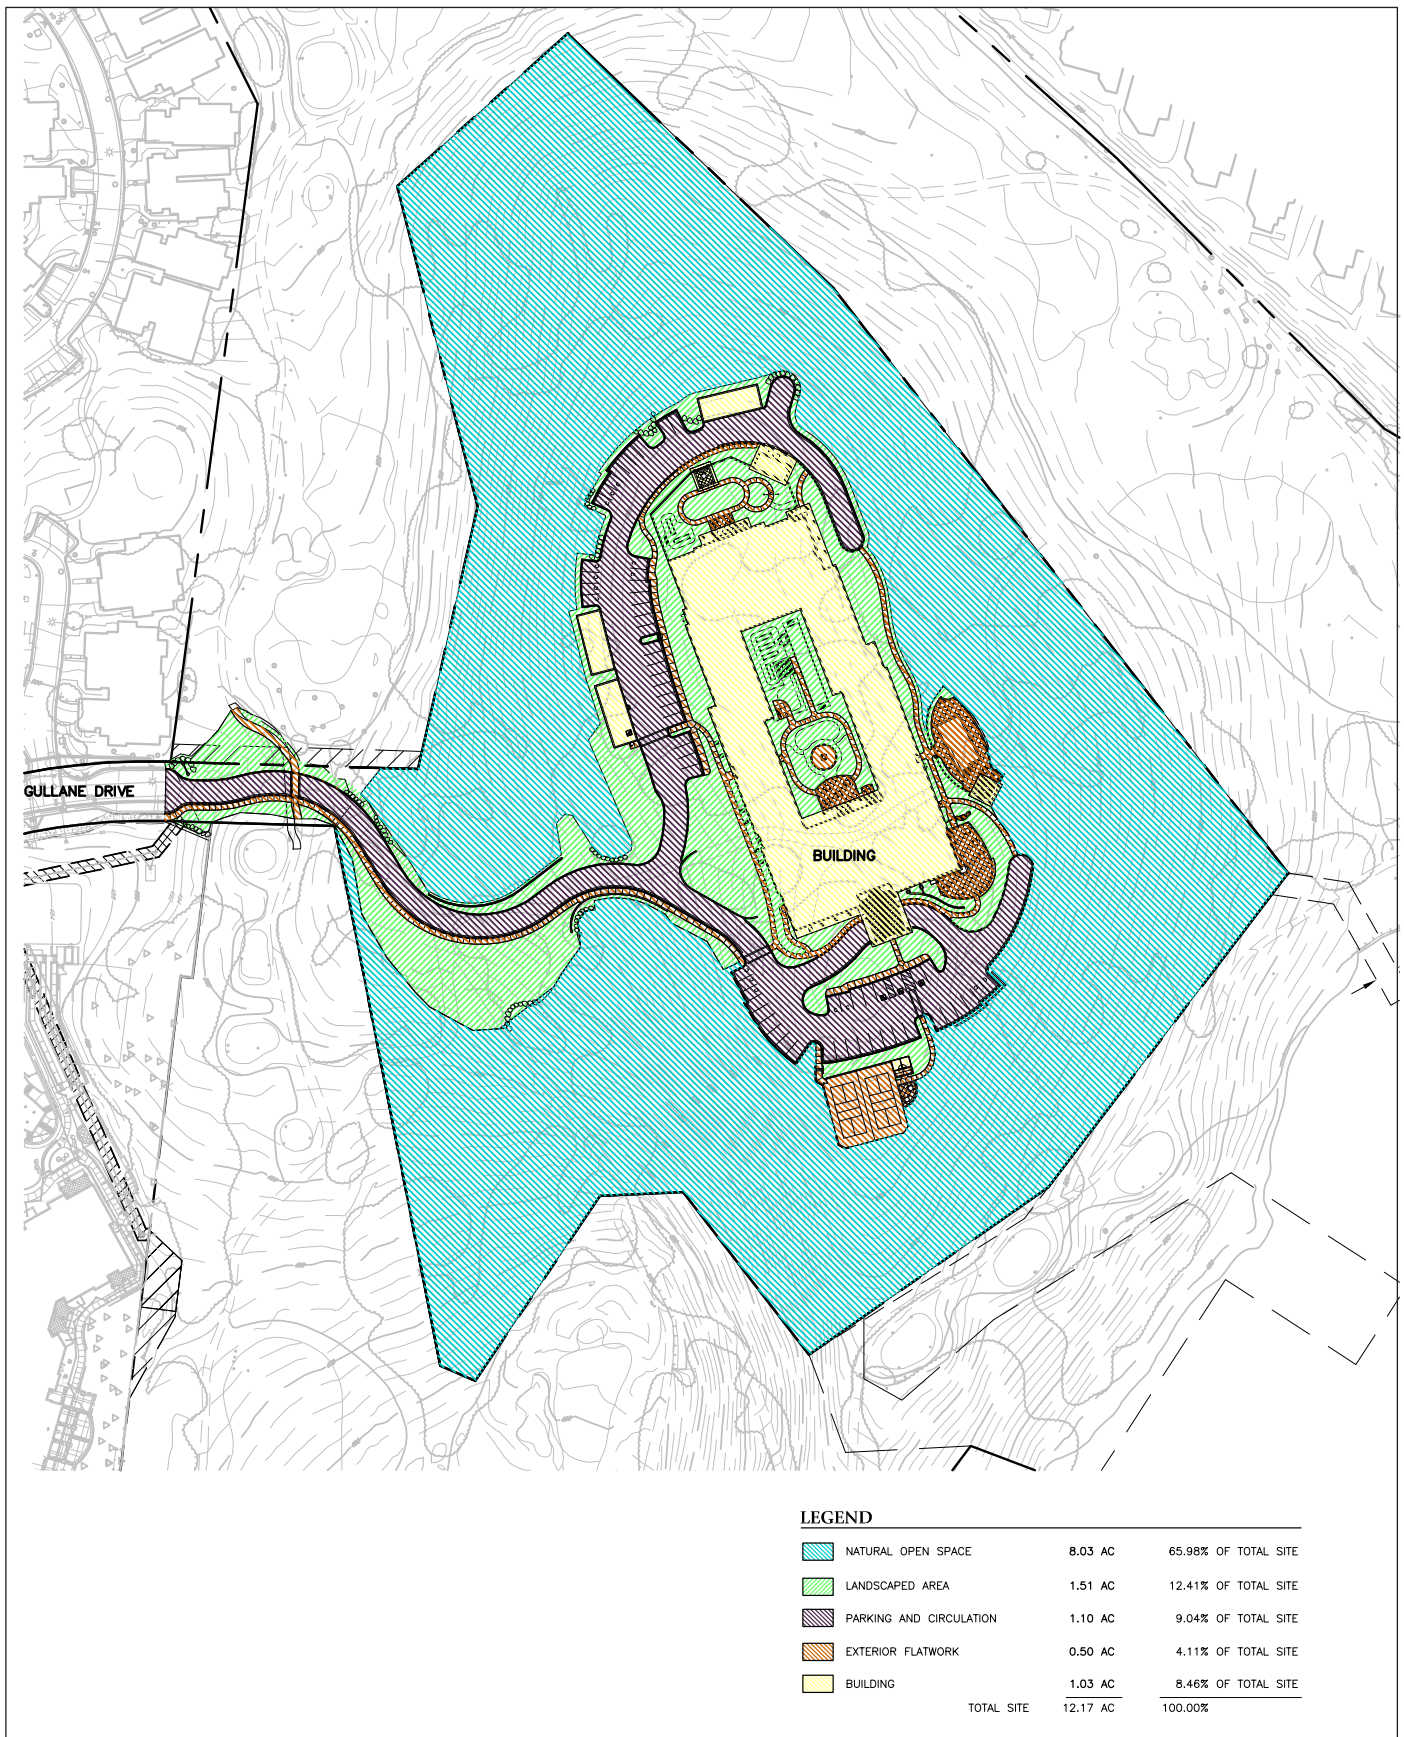 GULLANE DRIVE
BUILDING
LEGEND
NATURAL OPEN SPACE 8.03 AC 65.98% OF TOTAL SITE
LANDSCAPED AREA 1.51 AC 12.41% OF TOTAL SITE
PARKING AND CIRCULATION 1.10 AC 9.04% OF TOTAL SITE
EXTERIOR FLATWORK 0.50 AC 4.11% OF TOTAL SITE
BUILDING 1.03 AC 8.46% OF TOTAL SITE
TOTAL SITE 12.17 AC 100.00%